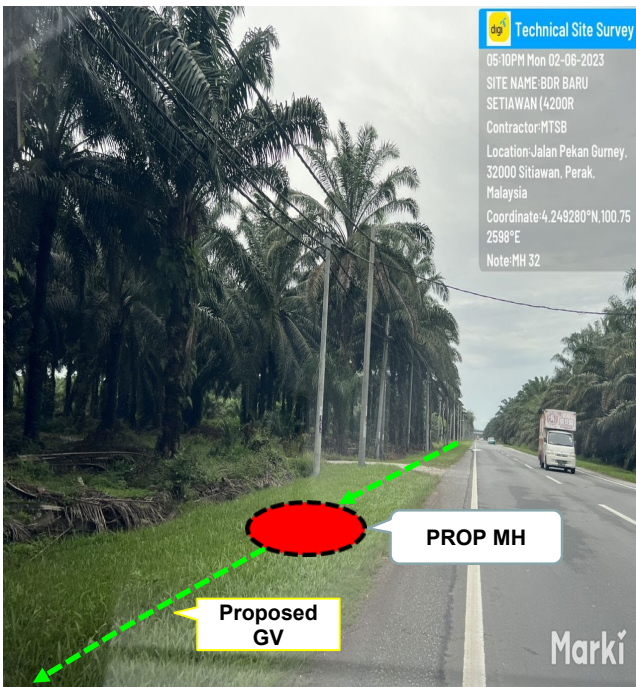 digi Technical Site Survey
05:10PM Mon 02-06-2023
SITE NAME:BDR BARU
SETIAWAN (4200R
Contractor:MTSB
Location:Jalan Pekan Gurney,
32000 Sitiawan, Perak,
Malaysia
Coordinate:4.249280°N,100.75
2598°E
Note:MH 32
PROP MH
Proposed
GV
Marki